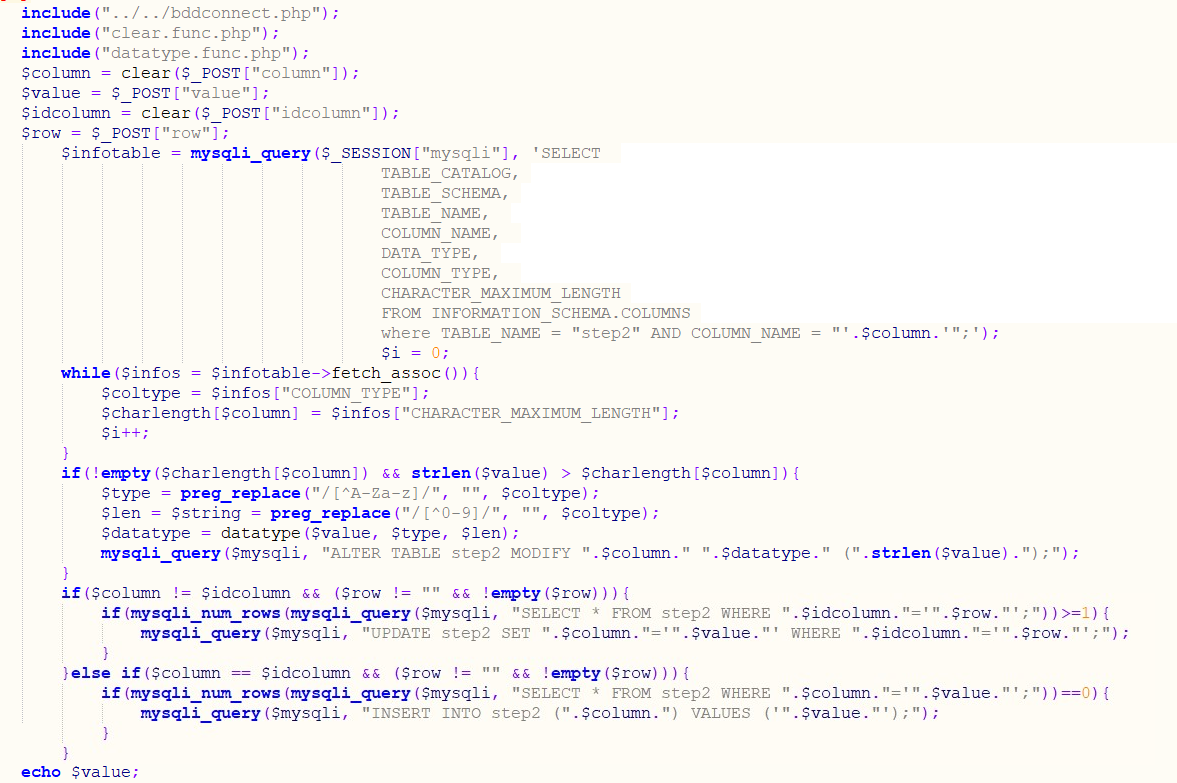 include("../../bddconnect.php");
include("clear.func.php");
include("datatype.func.php");
$column = clear($_POST["column"]);
$value = $_POST["value"];
$idcolumn = clear($_POST["idcolumn"]);
$row = $_POST["row"];
$infotable = mysqli_query($_SESSION["mysqli"], 'SELECT
TABLE_CATALOG,
TABLE_SCHEMA,
TABLE_NAME,
COLUMN_NAME,
DATA_TYPE,
COLUMN_TYPE,
CHARACTER_MAXIMUM_LENGTH
FROM INFORMATION_SCHEMA.COLUMNS
where TABLE_NAME = "step2" AND COLUMN_NAME = "'.$column.'";');
$i = 0;
while($infos = $infotable->fetch_assoc()){
$coltype = $infos["COLUMN_TYPE"];
$charlength[$column] = $infos["CHARACTER_MAXIMUM_LENGTH"];
$i++;
}
if(!empty($charlength[$column]) && strlen($value) > $charlength[$column]){
$type = preg_replace("/[^A-Za-z]/", "", $coltype);
$len = $string = preg_replace("/[^0-9]/", "", $coltype);
$datatype = datatype($value, $type, $len);
mysqli_query($mysqli, "ALTER TABLE step2 MODIFY ".$column." ".$datatype." (".strlen($value).");");
}
if($column != $idcolumn && ($row != "" && !empty($row))){
if(mysqli_num_rows(mysqli_query($mysqli, "SELECT * FROM step2 WHERE ".$idcolumn."='".$row."';"))>=1){
mysqli_query($mysqli, "UPDATE step2 SET ".$column."='".$value."' WHERE ".$idcolumn."='".$row."';");
}
}else if($column == $idcolumn && ($row != "" && !empty($row))){
if(mysqli_num_rows(mysqli_query($mysqli, "SELECT * FROM step2 WHERE ".$column."='".$value."';"))==0){
mysqli_query($mysqli, "INSERT INTO step2 (".$column.") VALUES ('".$value."');");
}
}
echo $value;